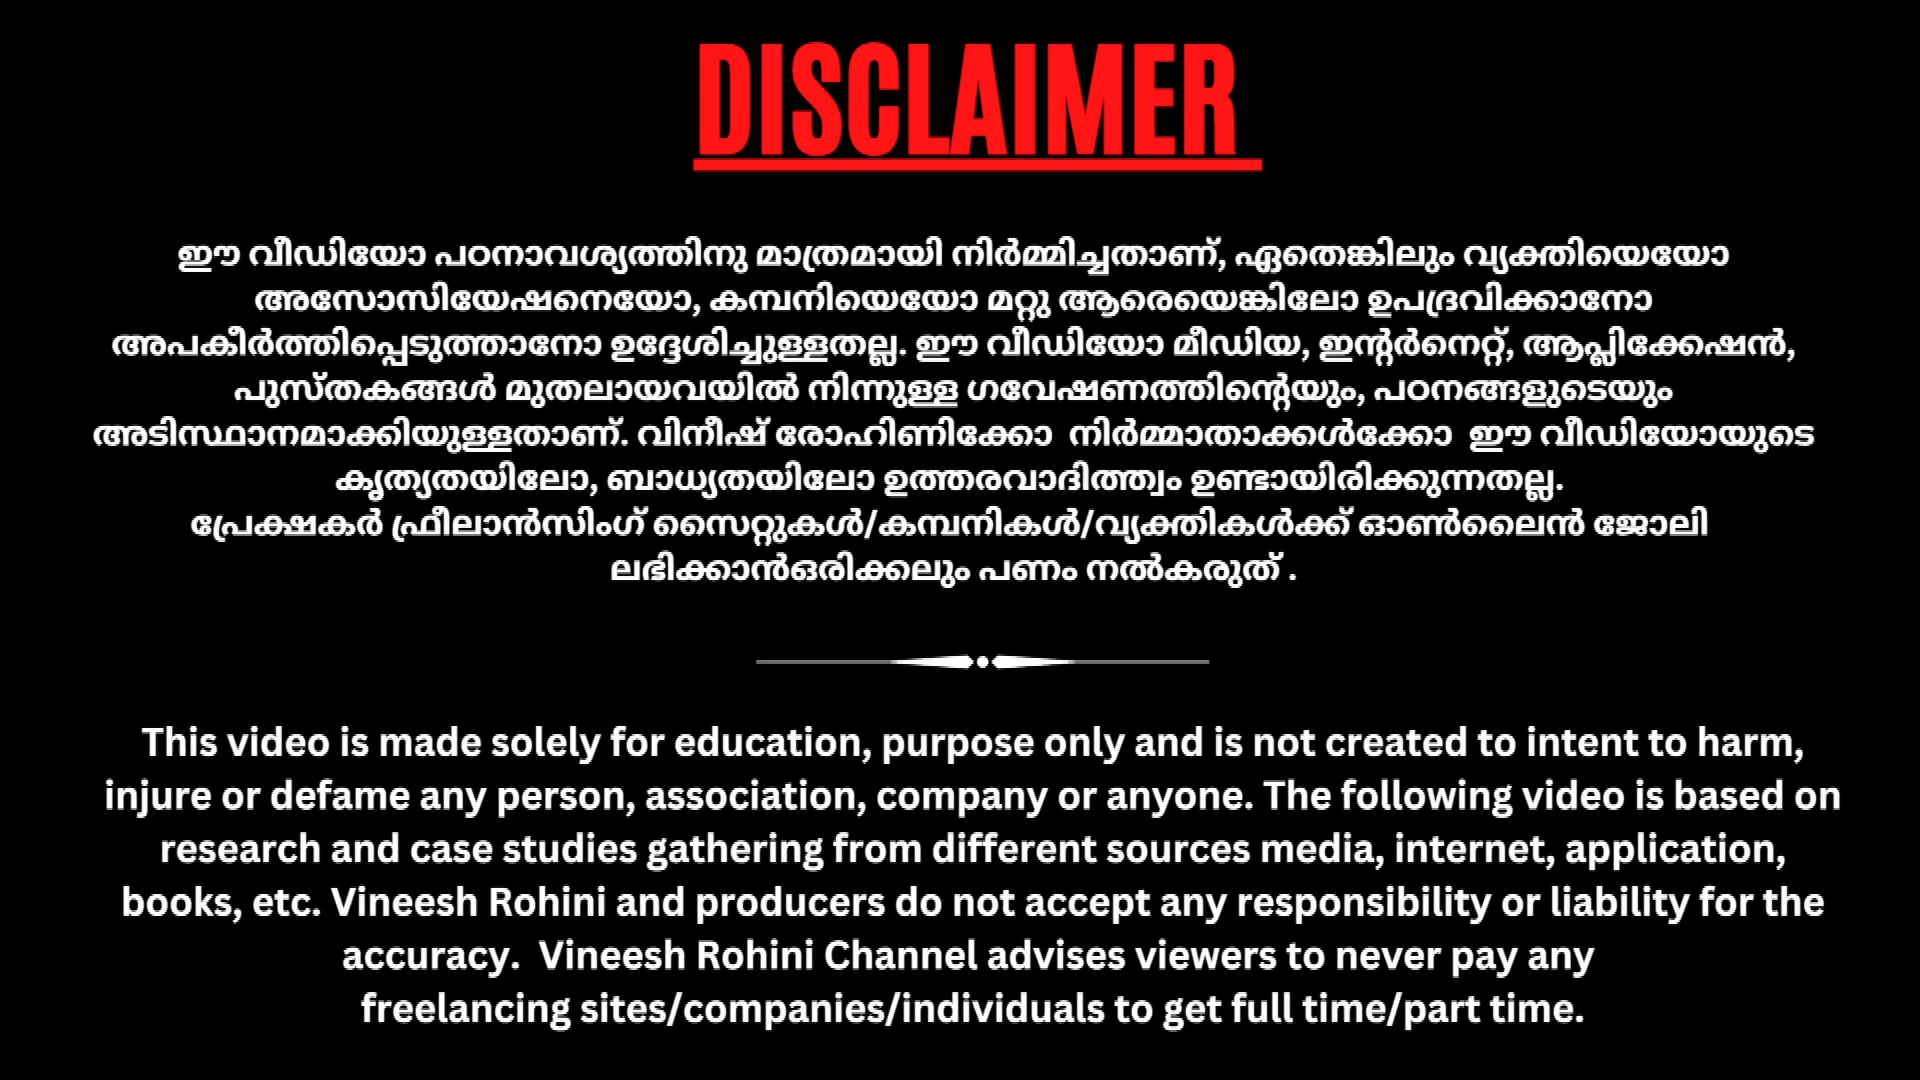 DISCLAIMER
ഈ വീഡിയോ പഠനാവശ്യത്തിനു മാത്രമായി നിർമ്മിച്ചതാണ്, ഏതെങ്കിലും വ്യക്തിയെയോ
അസോസിയേഷനെയോ, കമ്പനിയെയോ മറ്റു ആരെയെങ്കിലോ ഉപദ്രവിക്കാനോ
അപകീർത്തിപ്പെടുത്താനോ ഉദ്ദേശിച്ചുള്ളതല്ല. ഈ വീഡിയോ മീഡിയ, ഇന്റർനെറ്റ്, ആപ്ലിക്കേഷൻ,
പുസ്തകങ്ങൾ മുതലായവയിൽ നിന്നുള്ള ഗവേഷണത്തിന്റെയും, പഠനങ്ങളുടെയും
അടിസ്ഥാനമാക്കിയുള്ളതാണ്. വിനീഷ് രോഹിണിക്കോ നിർമ്മാതാക്കൾക്കോ ഈ വീഡിയോയുടെ
കൃത്യതയിലോ, ബാധ്യതയിലോ ഉത്തരവാദിത്ത്വം ഉണ്ടായിരിക്കുന്നതല്ല.
പ്രേക്ഷകർ ഫ്രീലാൻസിംഗ് സൈറ്റുകൾ/കമ്പനികൾ/വ്യക്തികൾക്ക് ഓൺലൈൻ ജോലി
ലഭിക്കാൻഒരിക്കലും പണം നൽകരുത് .
This video is made solely for education, purpose only and is not created to intent to harm,
injure or defame any person, association, company or anyone. The following video is based on
research and case studies gathering from different sources media, internet, application,
books, etc. Vineesh Rohini and producers do not accept any responsibility or liability for the
accuracy. Vineesh Rohini Channel advises viewers to never pay any
freelancing sites/companies/individuals to get full time/part time.